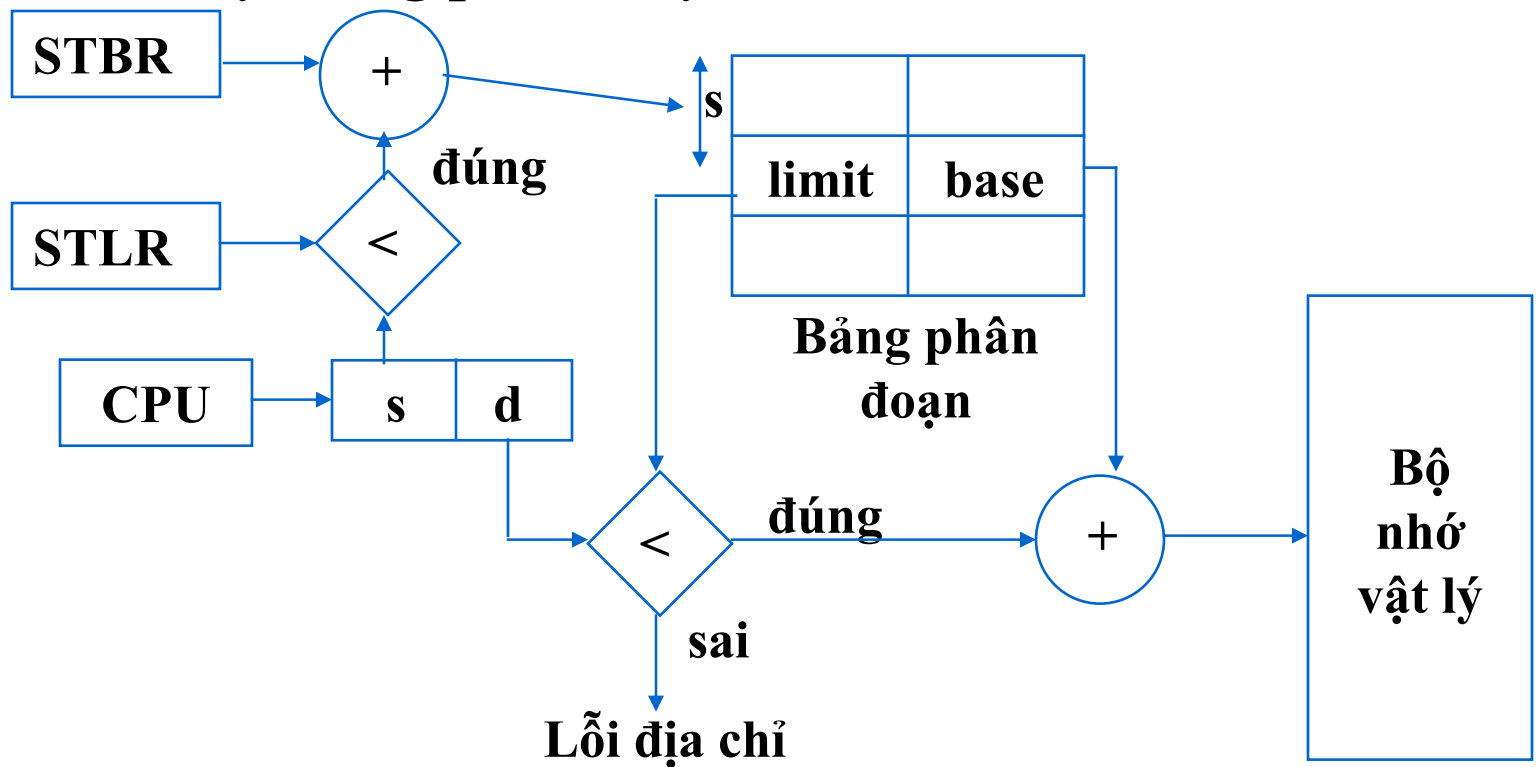 STBR
+
s
đúng
limit
base
STLR
<
Bảng phân
đoạn
CPU
s
d
Bộ
nhớ
vật lý
đúng
<
+
sai
Lỗi địa chỉ